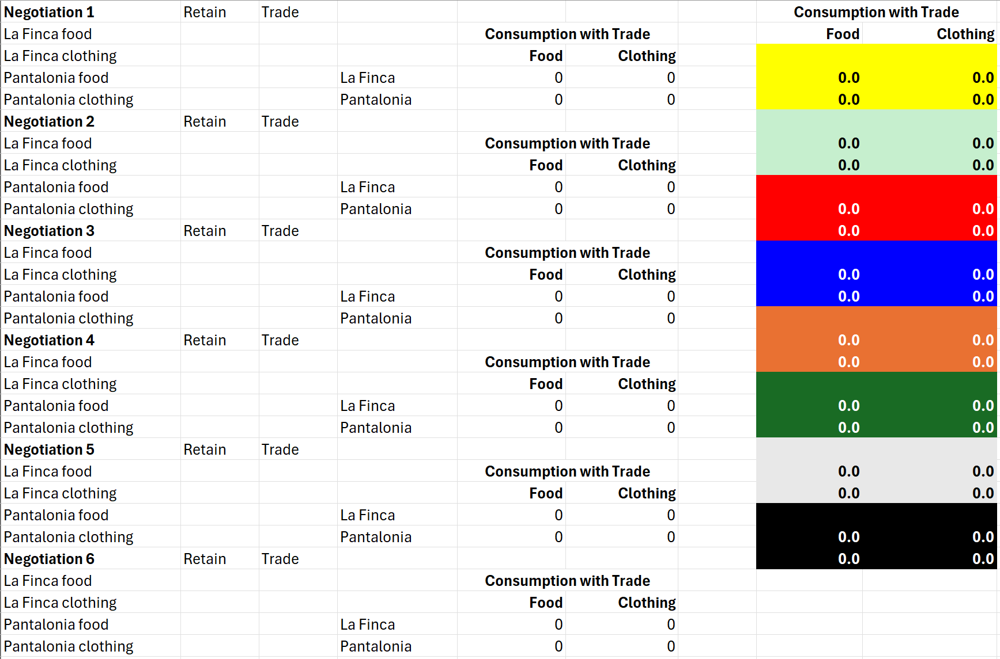 Negotiation 1 Retain Trade Consumption with Trade
La Finca food Consumption with Trade Food Clothing
La Finca clothing Food Clothing
Pantalonia food La Finca 0 0 0.0 0.0
Pantalonia clothing Pantalonia 0 0 0.0 0.0
Negotiation 2 Retain Trade
La Finca food Consumption with Trade 0.0 0.0
La Finca clothing Food Clothing 0.0 0.0
Pantalonia food La Finca 0 0
Pantalonia clothing Pantalonia 0 0 0.0 0.0
Negotiation 3 Retain Trade 0.0 0.0
La Finca food Consumption with Trade
La Finca clothing Food Clothing 0.0 0.0
Pantalonia food La Finca 0 0 0.0 0.0
Pantalonia clothing Pantalonia 0 0
Negotiation 4 Retain Trade 0.0 0.0
La Finca food Consumption with Trade 0.0 0.0
La Finca clothing Food Clothing
Pantalonia food La Finca 0 0 0.0 0.0
Pantalonia clothing Pantalonia 0 0 0.0 0.0
Negotiation 5 Retain Trade
La Finca food Consumption with Trade 0.0 0.0
La Finca clothing Food Clothing 0.0 0.0
Pantalonia food La Finca 0 0
Pantalonia clothing Pantalonia 0 0 0.0 0.0
Negotiation 6 Retain Trade 0.0 0.0
La Finca food Consumption with Trade
La Finca clothing Food Clothing
Pantalonia food La Finca 0 0
Pantalonia clothing Pantalonia 0 0